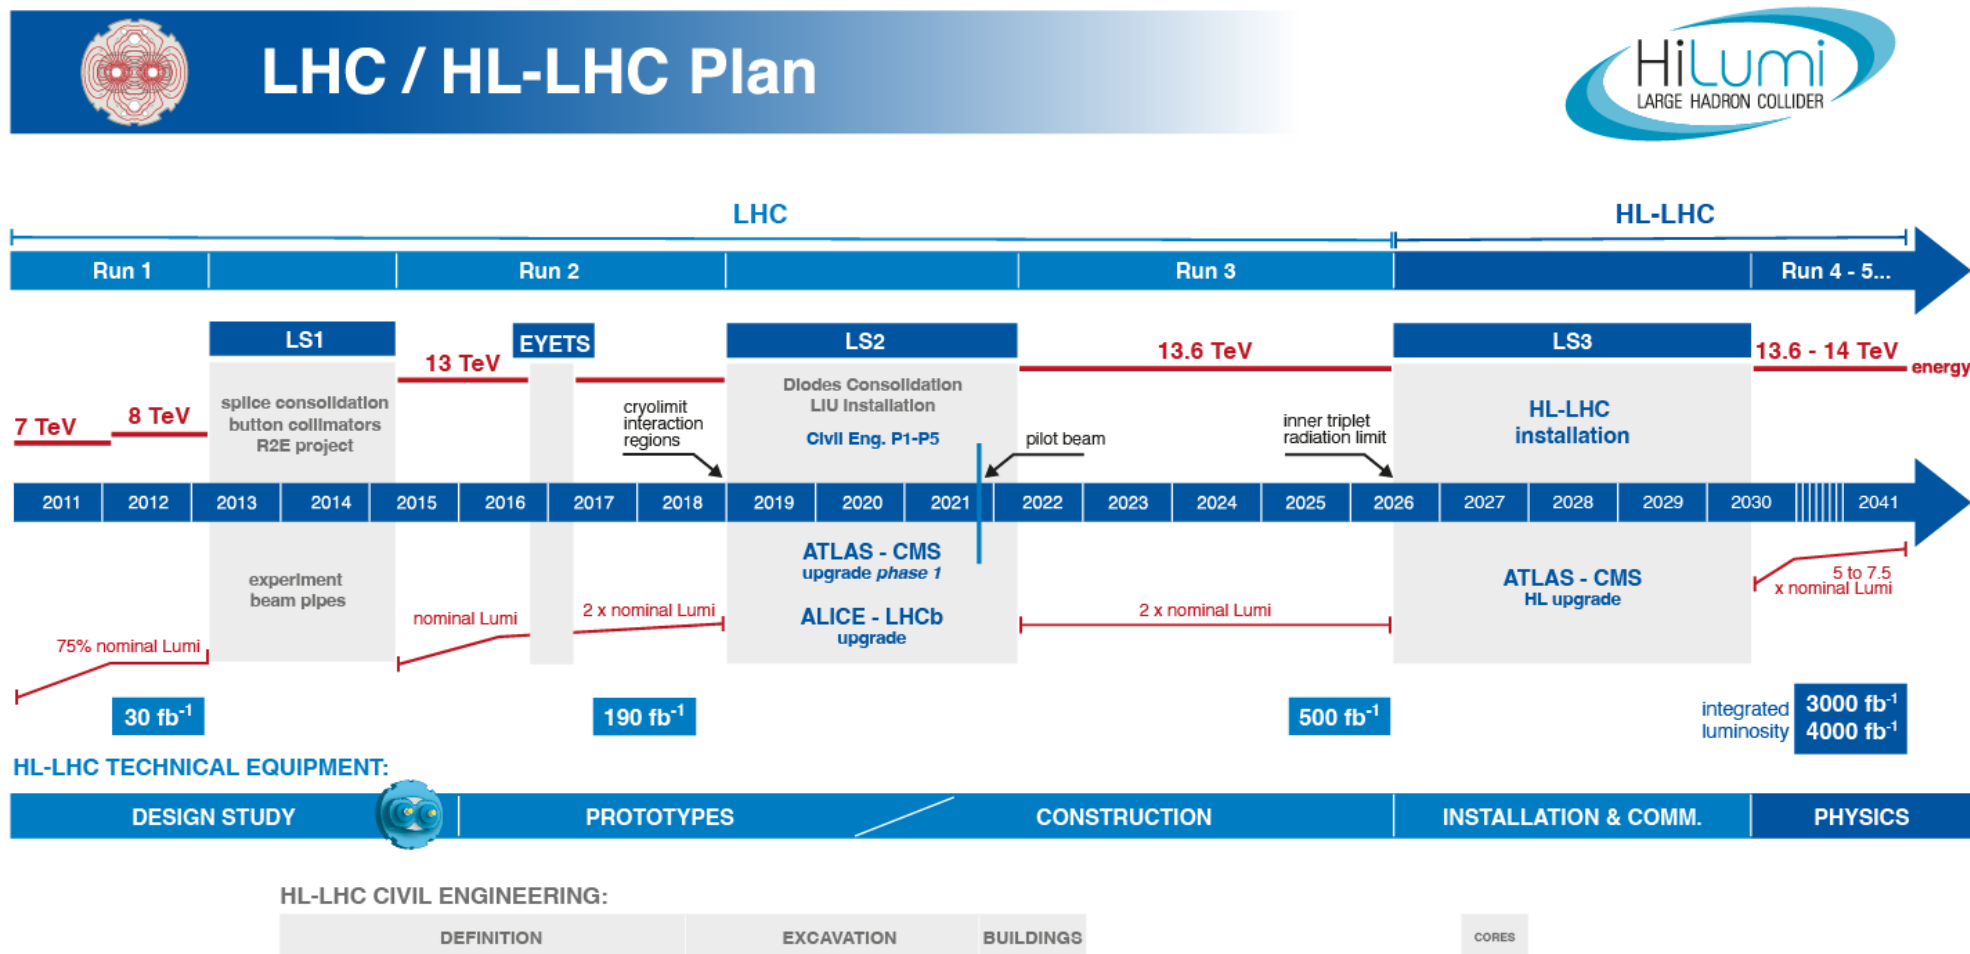 LHC / HL-LHC Plan
HiLumi
LARGE HADRON COLLIDER
LHC
HL-LHC
Run 1
Run 2
Run 3
Run 4 - 5...
LS1
EYETS
LS2
LS3
13 TeV
13.6 TeV
13.6 - 14 TeV
energy
7 TeV
8 TeV
splice consolidation
button collimators
R2E project
cryolimit
interaction
regions
Diodes Consolidation
LIU Installation
Civil Eng. P1-P5
pilot beam
inner triplet
radiation limit
HL-LHC
installation
2011
2012
2013
2014
2015
2016
2017
2018
2019
2020
2021
2022
2023
2024
2025
2026
2027
2028
2029
2030
2041
experiment
beam pipes
ATLAS - CMS
upgrade phase 1
ALICE - LHCb
upgrade
ATLAS - CMS
HL upgrade
5 to 7.5
x nominal Lumi
75% nominal Lumi
nominal Lumi
2 x nominal Lumi
2 x nominal Lumi
30 fb⁻¹
190 fb⁻¹
500 fb⁻¹
integrated
luminosity
3000 fb⁻¹
4000 fb⁻¹
HL-LHC TECHNICAL EQUIPMENT:
DESIGN STUDY
PROTOTYPES
CONSTRUCTION
INSTALLATION & COMM.
PHYSICS
HL-LHC CIVIL ENGINEERING:
DEFINITION
EXCAVATION
BUILDINGS
CORES